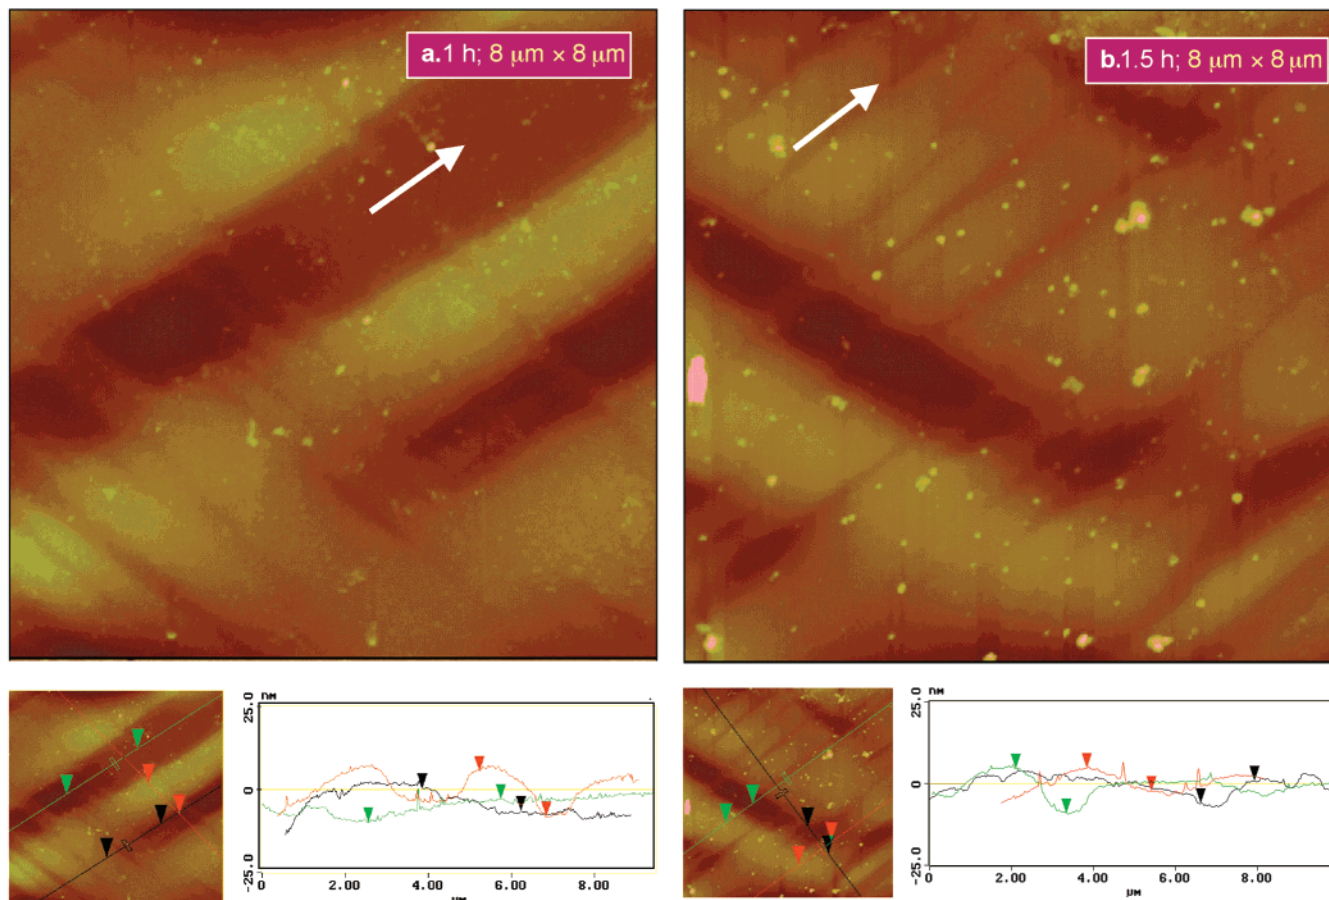 a.1 h; 8 µm × 8 µm
b.1.5 h; 8 µm × 8 µm
25.0 nm
0
-25.0
0 2.00 4.00 6.00 8.00
µm
25.0 nm
0
-25.0
0 2.00 4.00 6.00 8.00
µm